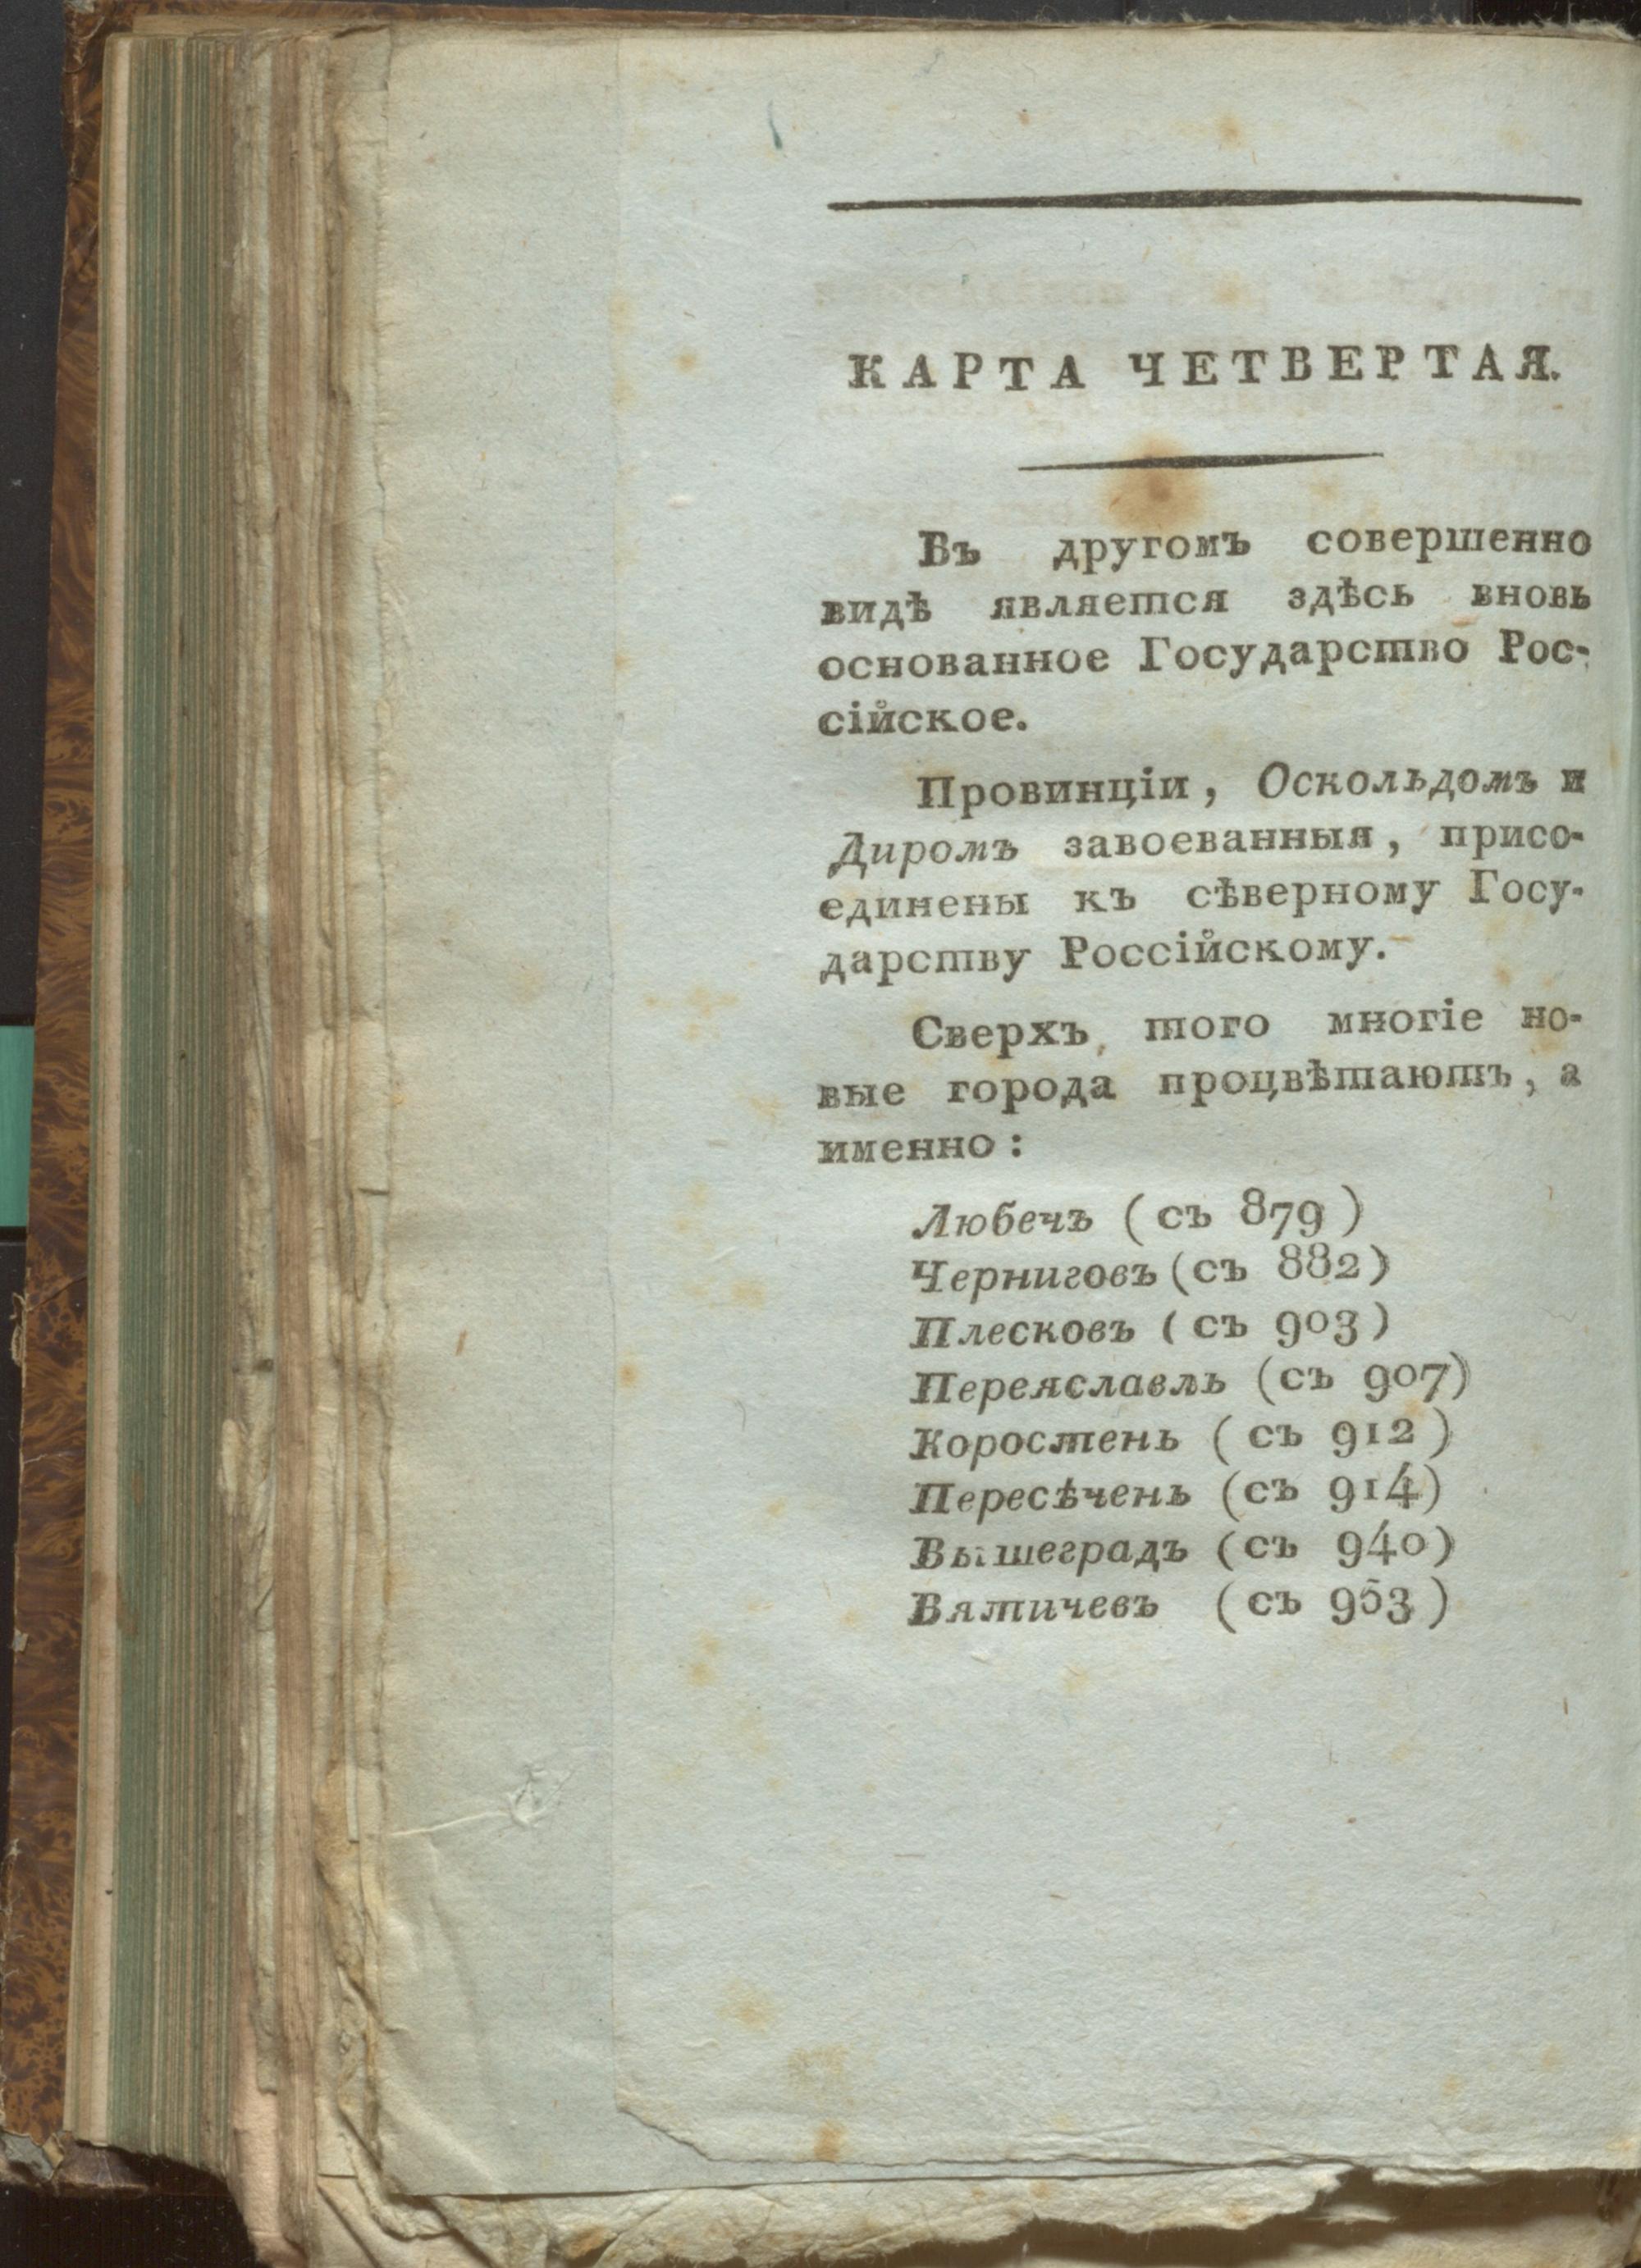 КАРТА ЧЕТВЕРТАЯ.
Въ другомъ совершенно
видѣ является здѣсь вновь
основанное Государство Рос-
сійское.
Провинціи, Оскольдомъ и
Диромъ завоеванныя, присо-
единены къ сѣверному Госу-
дарству Россійскому.
Сверхъ того многіе но-
вые города процвѣтаютъ, а
именно:
Любечъ (съ 879)
Черниговъ (съ 882)
Плесковъ (съ 903)
Переяславль (съ 907)
Коростень (съ 912)
Пересѣчень (съ 914)
Вышеградъ (съ 940)
Вятичевъ (съ 953)